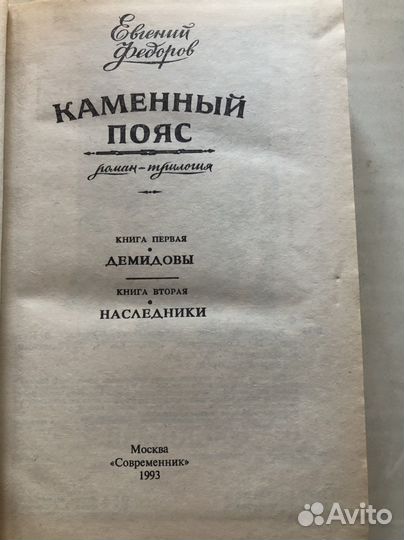 Евгений
Федоров
КАМЕННЫЙ
ПОЯС
роман-трилогия
КНИГА ПЕРВАЯ
ДЕМИДОВЫ
КНИГА ВТОРАЯ
НАСЛЕДНИКИ
Москва
«Современник»
1993
Avito